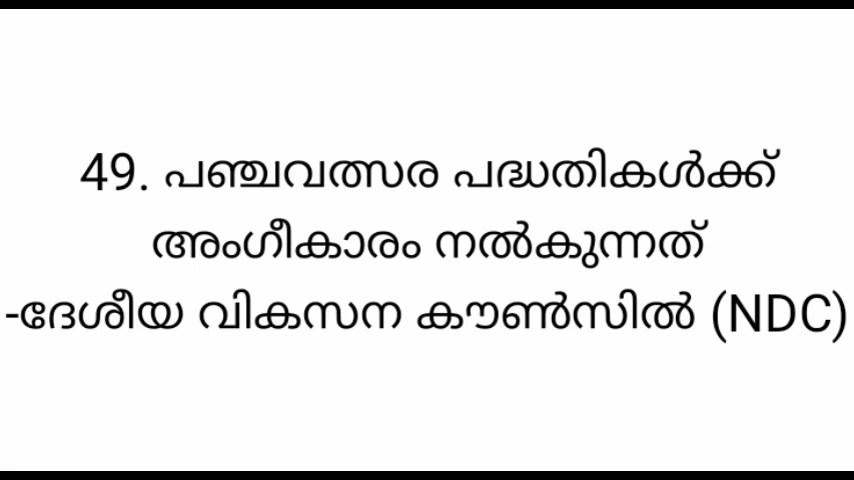 49. പഞ്ചവത്സര പദ്ധതികൾക്ക്
അംഗീകാരം നൽകുന്നത്
-ദേശീയ വികസന കൗൺസിൽ (NDC)